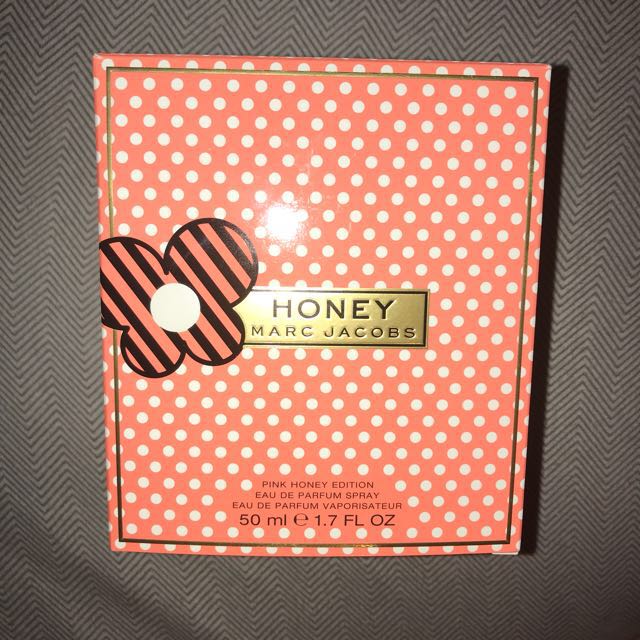 HONEY
MARC JACOBS
PINK HONEY EDITION
EAU DE PARFUM SPRAY
EAU DE PARFUM VAPORISATEUR
50 ml ℮ 1.7 FL OZ